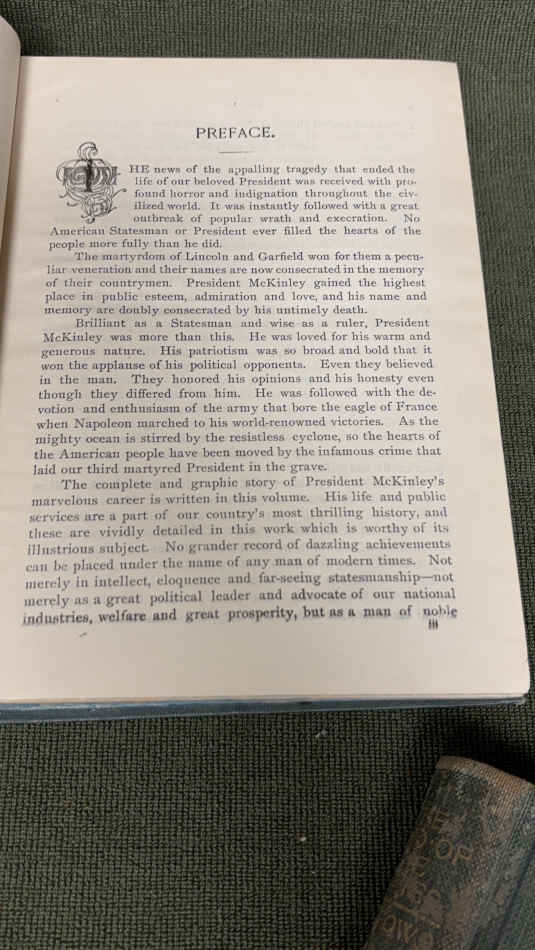 PREFACE.
THE news of the appalling tragedy that ended the
life of our beloved President was received with pro-
found horror and indignation throughout the civ-
ilized world. It was instantly followed with a great
outbreak of popular wrath and execration. No
American Statesman or President ever filled the hearts of the
people more fully than he did.
The martyrdom of Lincoln and Garfield won for them a pecu-
liar veneration and their names are now consecrated in the memory
of their countrymen. President McKinley gained the highest
place in public esteem, admiration and love, and his name and
memory are doubly consecrated by his untimely death.
Brilliant as a Statesman and wise as a ruler, President
McKinley was more than this. He was loved for his warm and
generous nature. His patriotism was so broad and bold that it
won the applause of his political opponents. Even they believed
in the man. They honored his opinions and his honesty even
though they differed from him. He was followed with the de-
votion and enthusiasm of the army that bore the eagle of France
when Napoleon marched to his world-renowned victories. As the
mighty ocean is stirred by the resistless cyclone, so the hearts of
the American people have been moved by the infamous crime that
laid our third martyred President in the grave.
The complete and graphic story of President McKinley's
marvelous career is written in this volume. His life and public
services are a part of our country's most thrilling history, and
these are vividly detailed in this work which is worthy of its
illustrious subject. No grander record of dazzling achievements
can be placed under the name of any man of modern times. Not
merely in intellect, eloquence and far-seeing statesmanship—not
merely as a great political leader and advocate of our national
industries, welfare and great prosperity, but as a man of noble
iii
OF